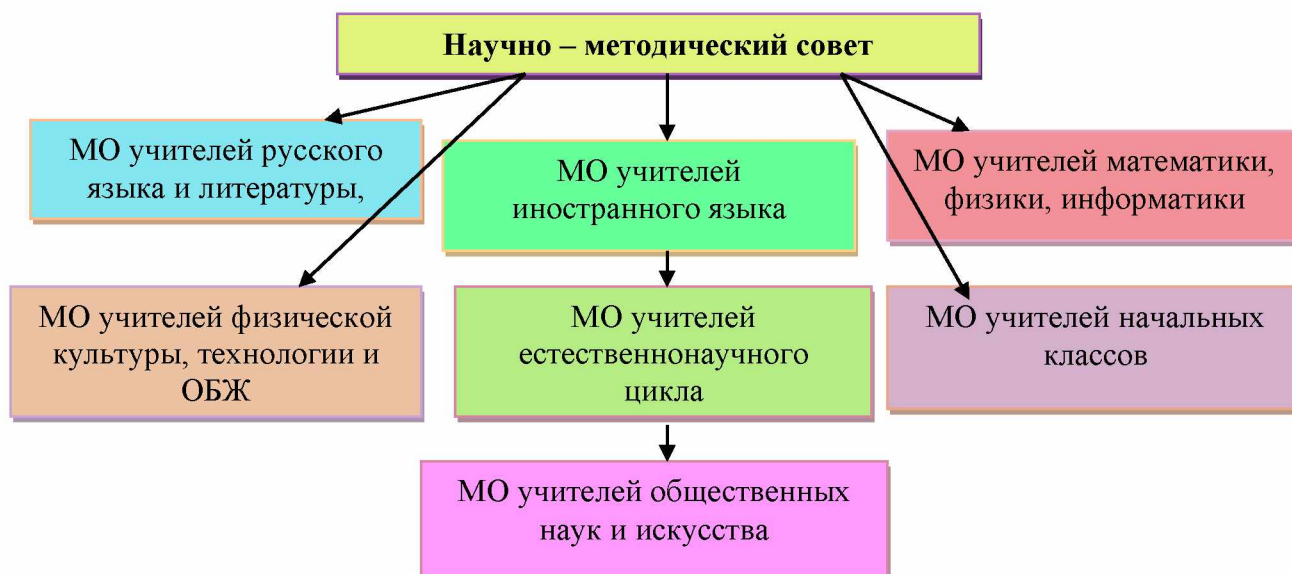 Научно – методический совет
МО учителей русского
языка и литературы,
МО учителей
иностранного языка
МО учителей математики,
физики, информатики
МО учителей физической
культуры, технологии и
ОБЖ
МО учителей
естественнонаучного
цикла
МО учителей начальных
классов
МО учителей общественных
наук и искусства